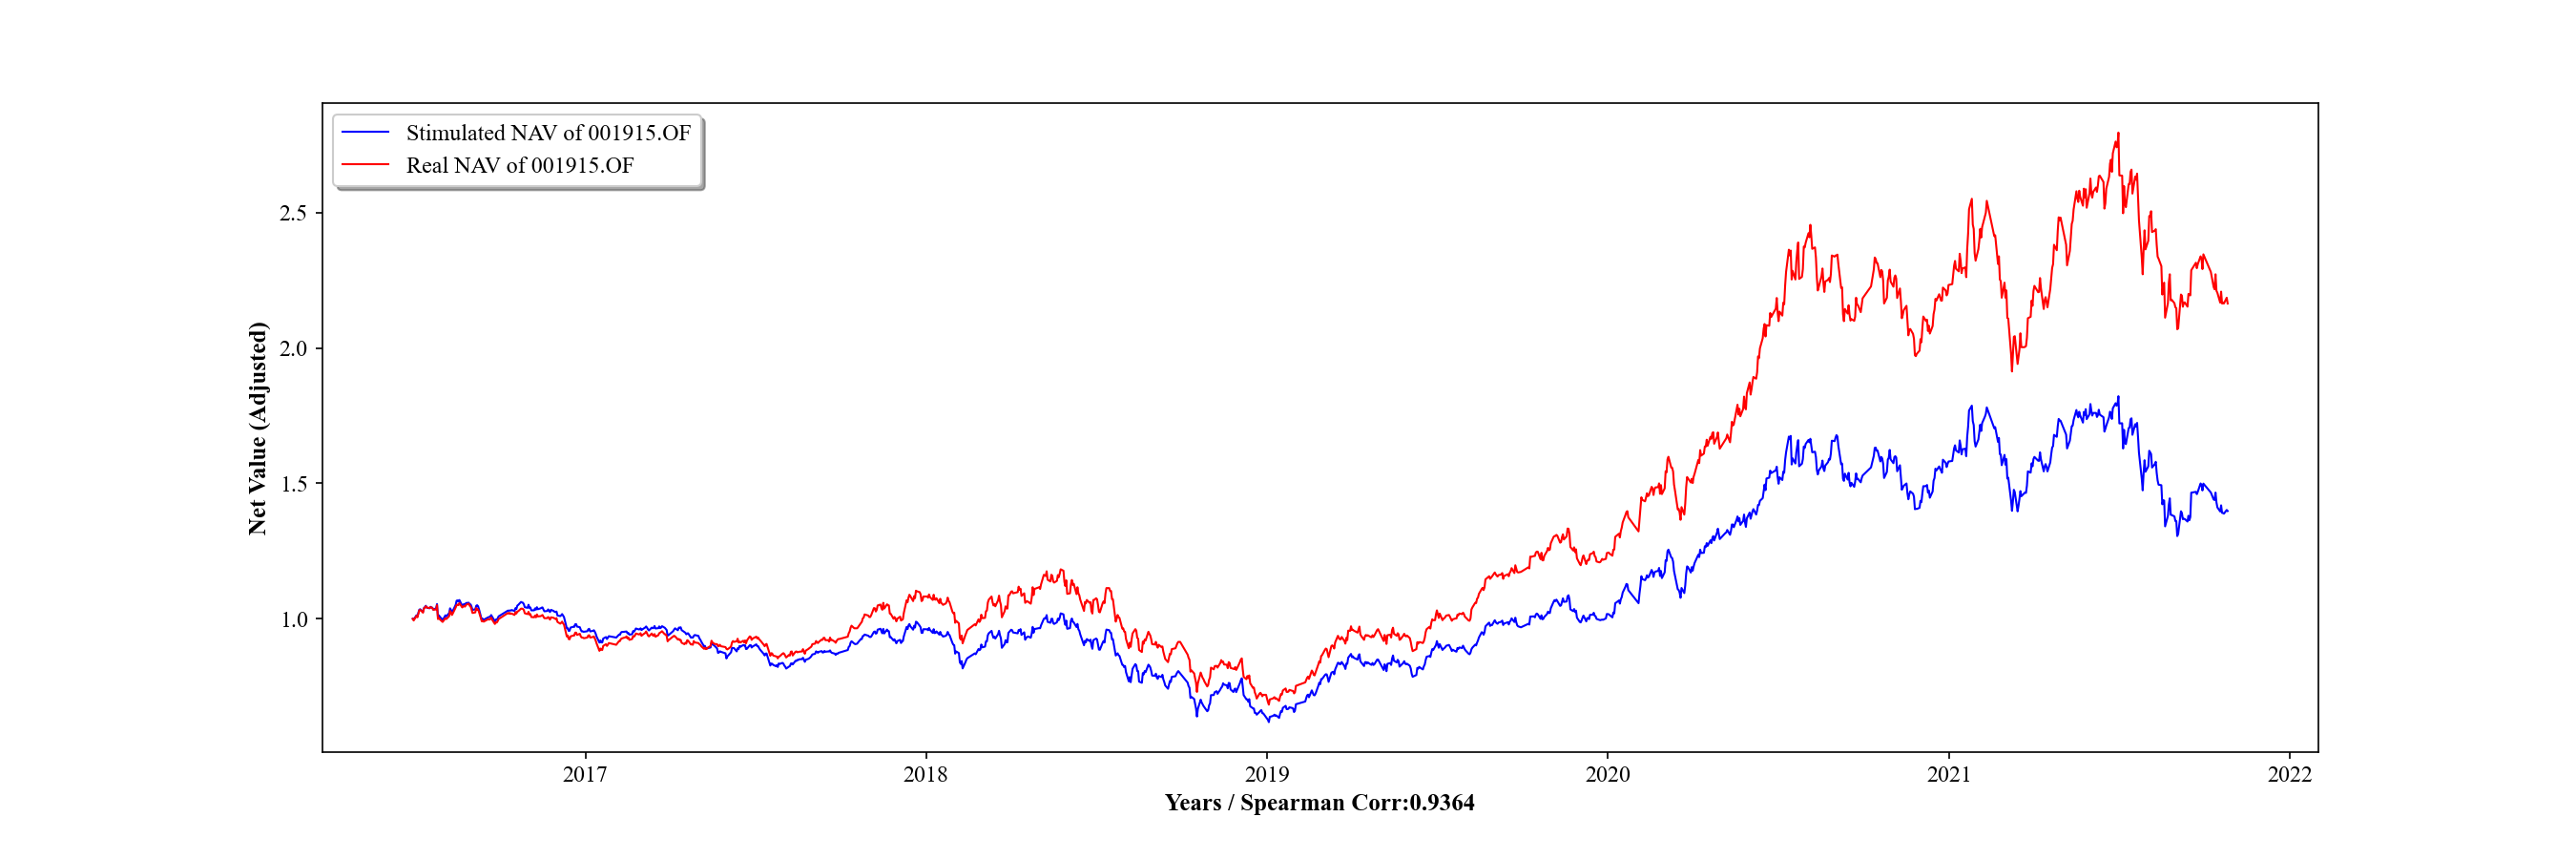 Stimulated NAV of 001915.OF
Real NAV of 001915.OF
Net Value (Adjusted)
2.5
2.0
1.5
1.0
2017 2018 2019 2020 2021 2022
Years / Spearman Corr:0.9364